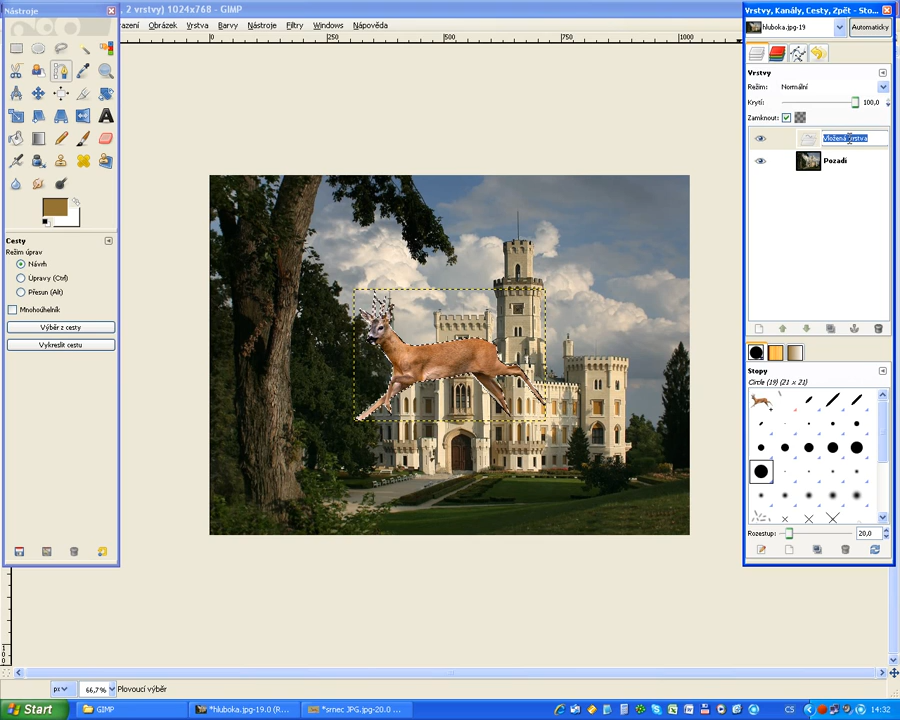 Nástroje
, 2 vrstvy) 1024x768 - GIMP
Vrstvy, Kanály, Cesty, Zpět - Sto...
razení Obrázek Vrstva Barvy Nástroje Filtry Windows Nápověda
hluboka.jpg-19 Automaticky
0 250 500 750 1000
Vrstvy
Režim: Normální
Krytí: 100,0
Zamknout:
Vložená vrstva
Pozadí
A
Cesty
Režim úprav
Návrh
Úpravy (Ctrl)
Přesun (Alt)
Mnohoúhelník
Výběr z cesty
Vykreslit cestu
Stopy
Circle (19) (21 x 21)
Rozestup: 20,0
px 66,7% Plovoucí výběr
Start GIMP *hluboka.jpg-19.0 (R... *srnec JPG.jpg-20.0 ... CS 14:32